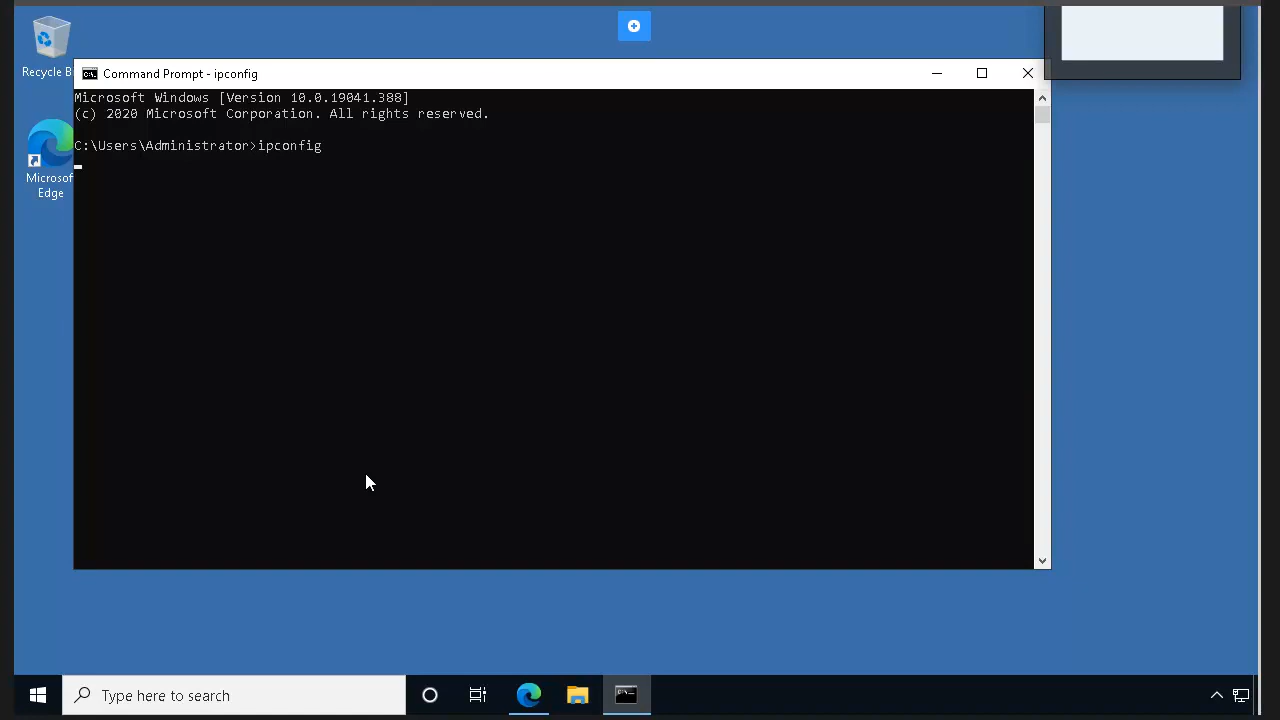 Recycle B
Command Prompt - ipconfig
Microsoft Windows [Version 10.0.19041.388]
(c) 2020 Microsoft Corporation. All rights reserved.
C:\Users\Administrator>ipconfig
Microsof
Edge
Type here to search